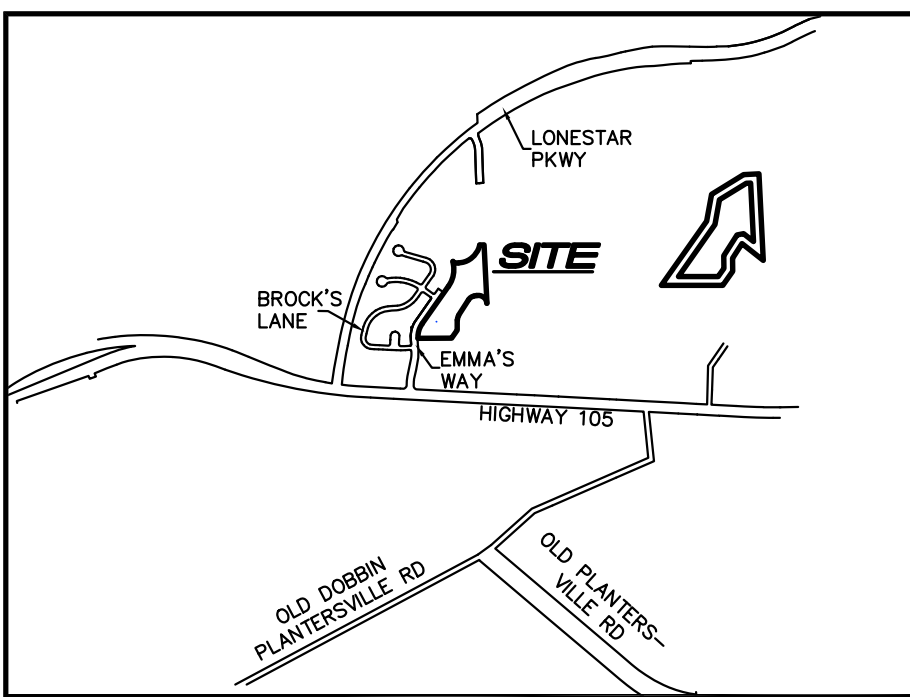 LONESTAR
PKWY
SITE
BROCK'S
LANE
EMMA'S
WAY
HIGHWAY 105
OLD DOBBIN
PLANTERSVILLE RD
OLD PLANTERS-
VILLE RD